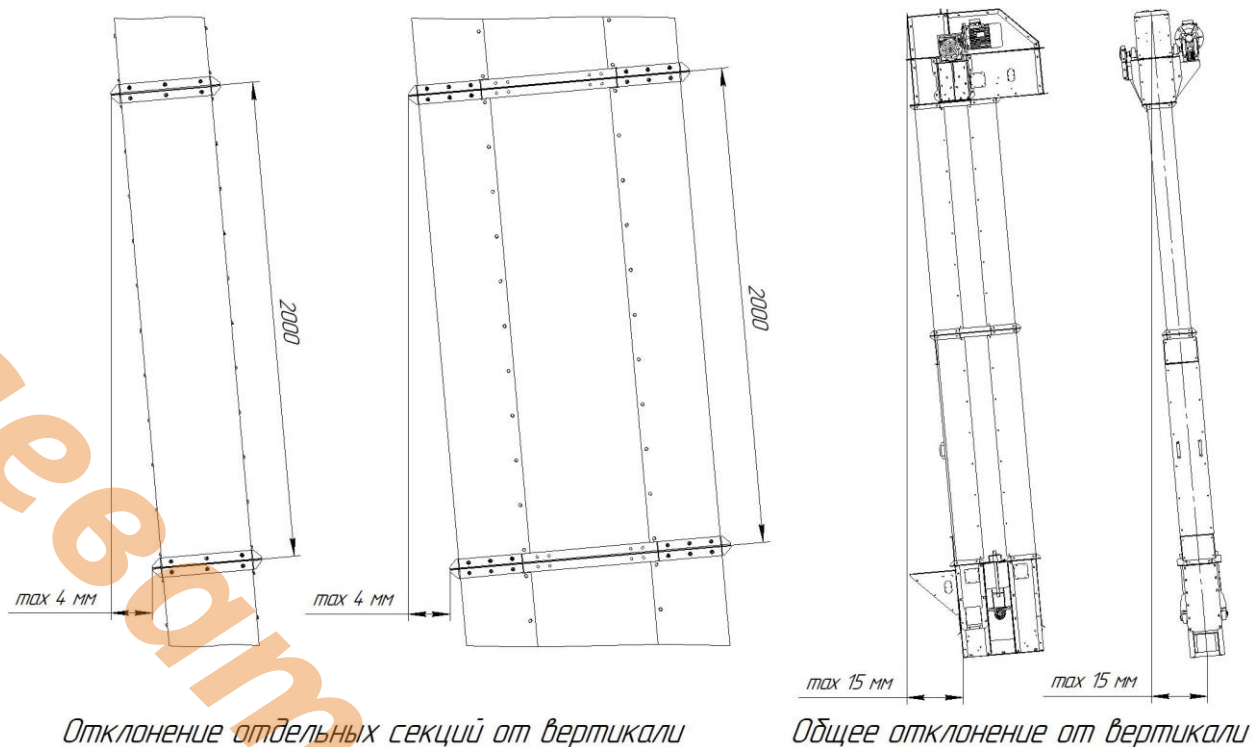 2000
2000
max 4 мм
max 4 мм
max 15 мм
max 15 мм
Отклонение отдельных секций от вертикали
Общее отклонение от вертикали